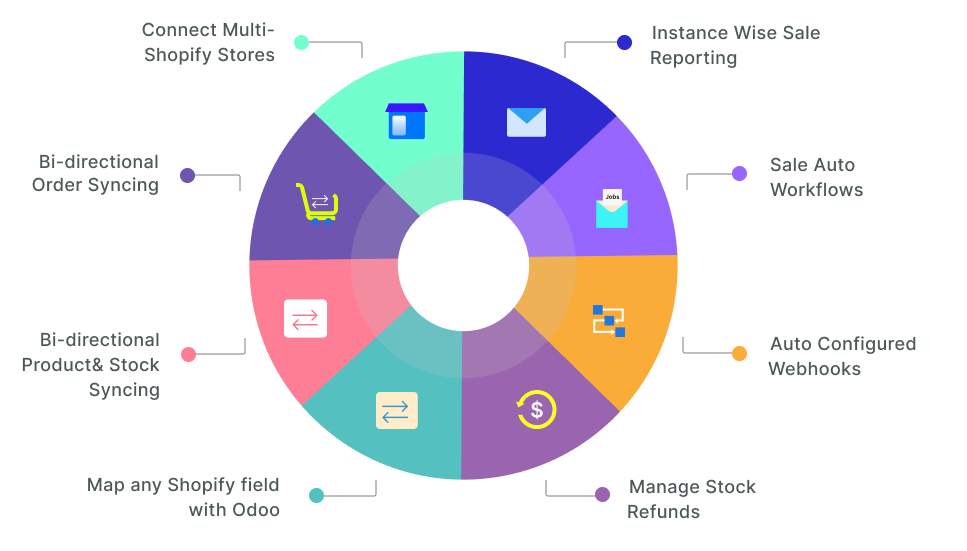 Connect Multi-
Shopify Stores
Instance Wise Sale
Reporting
Bi-directional
Order Syncing
Sale Auto
Workflows
Jobs
Bi-directional
Product& Stock
Syncing
Auto Configured
Webhooks
$
Map any Shopify field
with Odoo
Manage Stock
Refunds